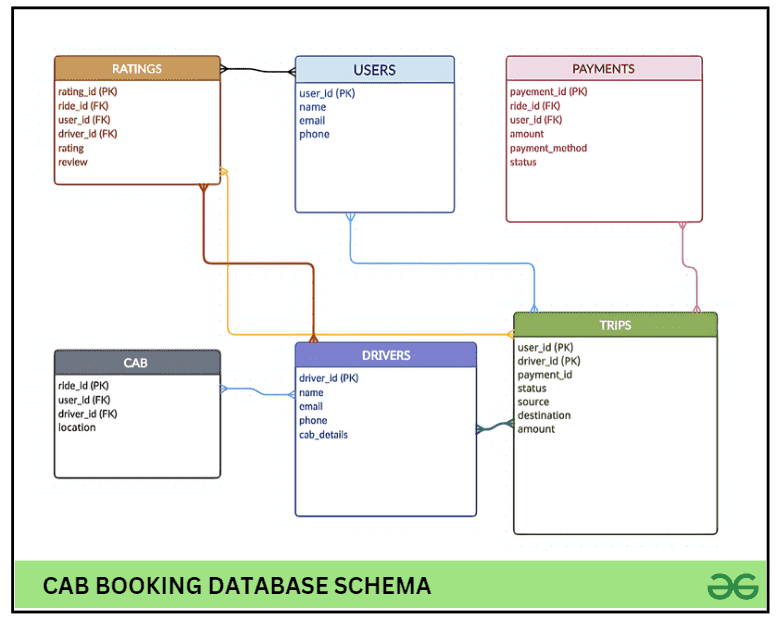 RATINGS
rating_id (PK)
ride_id (FK)
user_id (FK)
driver_id (FK)
rating
review
USERS
user_id (PK)
name
email
phone
PAYMENTS
payement_id (PK)
ride_id (FK)
user_id (FK)
amount
payment_method
status
CAB
ride_id (PK)
user_id (FK)
driver_id (FK)
location
DRIVERS
driver_id (PK)
name
email
phone
cab_details
TRIPS
user_id (PK)
driver_id (PK)
payment_id
status
source
destination
amount
CAB BOOKING DATABASE SCHEMA